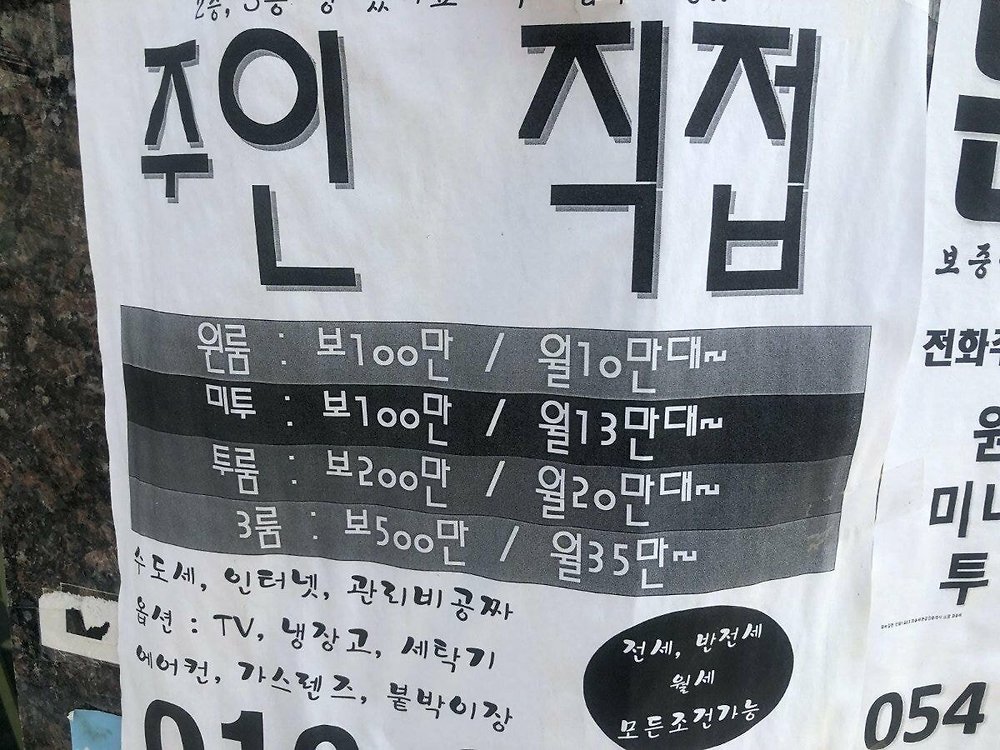 주인 직접
원룸 : 보100만 / 월10만대~
미투 : 보100만 / 월13만대~
투룸 : 보200만 / 월20만대~
3룸 : 보500만 / 월35만~
수도세, 인터넷, 관리비공짜
옵션 : TV, 냉장고, 세탁기
에어컨, 가스렌즈, 붙박이장
전세, 반전세
월세
모든조건가능
010
보증
전화주
원
미니
투
054